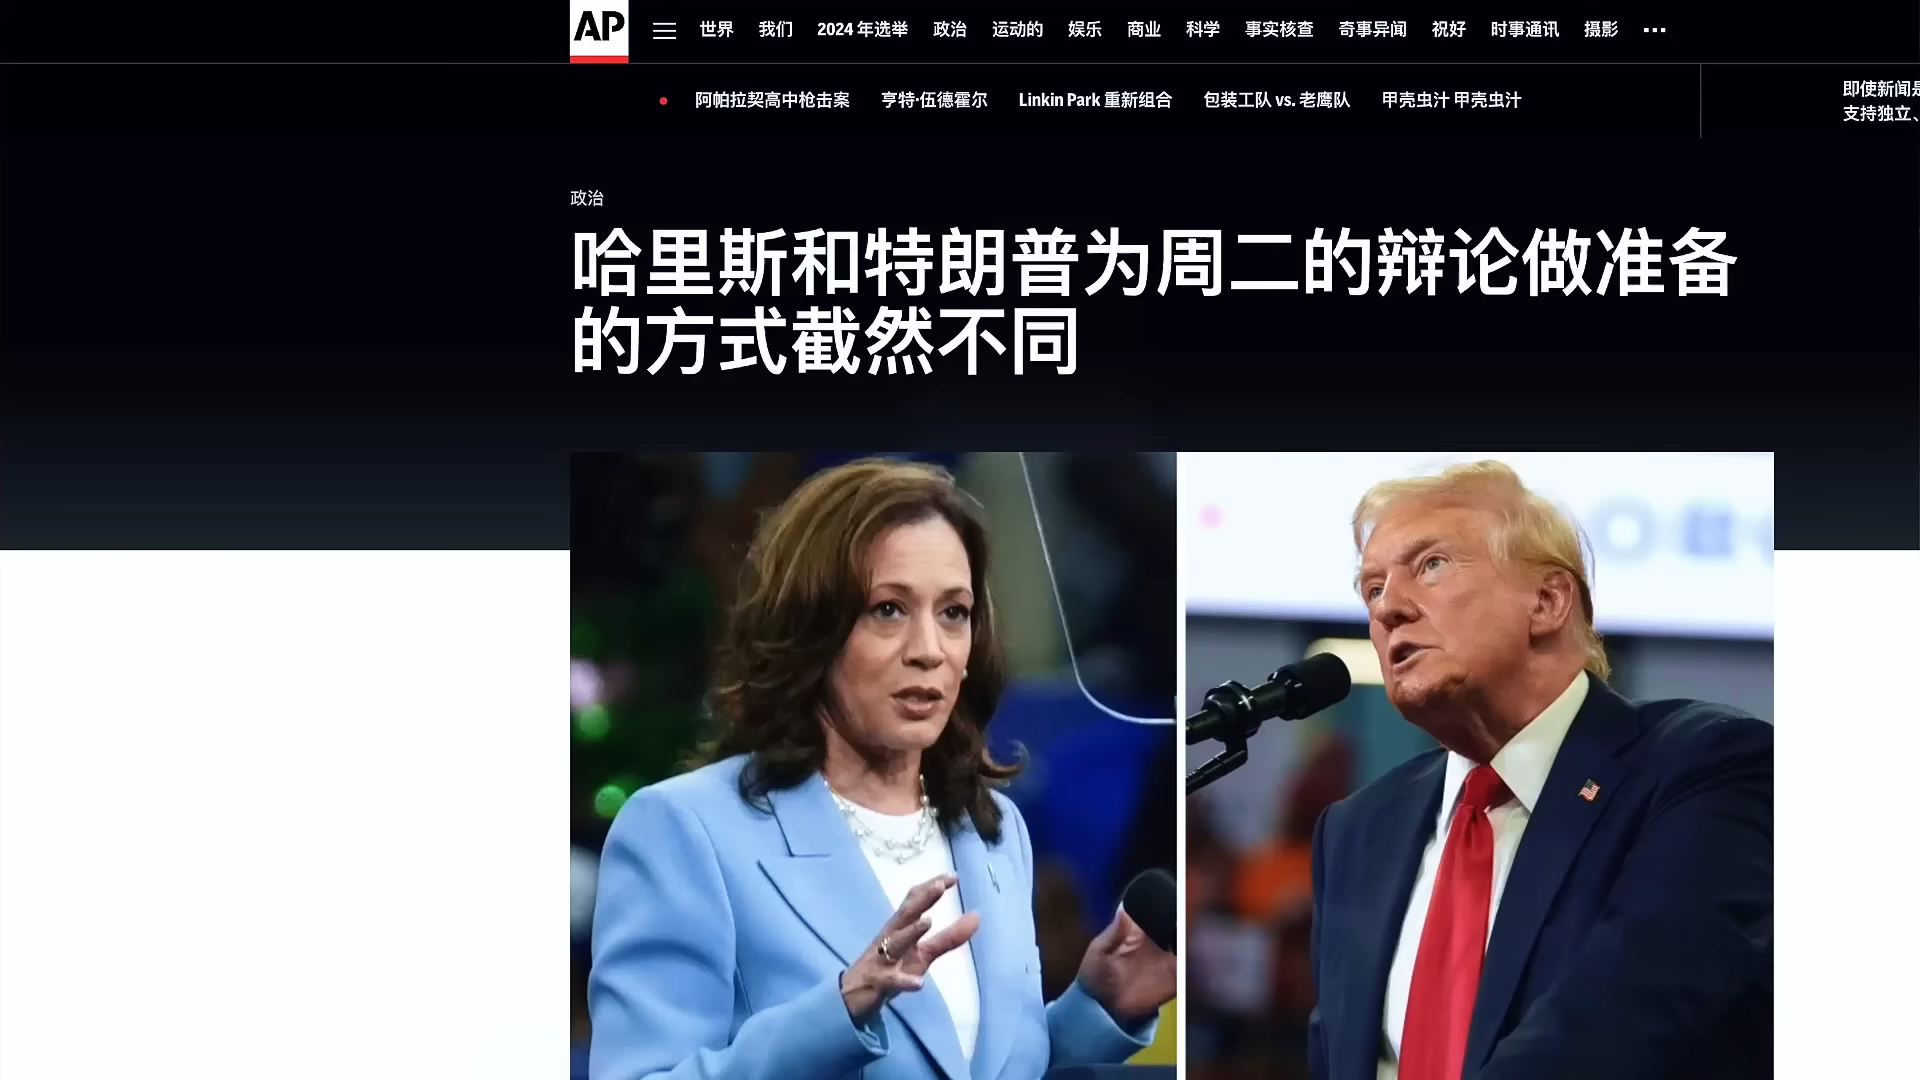 AP
世界 我们 2024 年选举 政治 运动的 娱乐 商业 科学 事实核查 奇事异闻 祝好 时事通讯 摄影
阿帕拉契高中枪击案 亨特·伍德霍尔 Linkin Park 重新组合 包装工队 vs. 老鹰队 甲壳虫汁 甲壳虫汁
即使新闻是
支持独立、
政治
哈里斯和特朗普为周二的辩论做准备
的方式截然不同